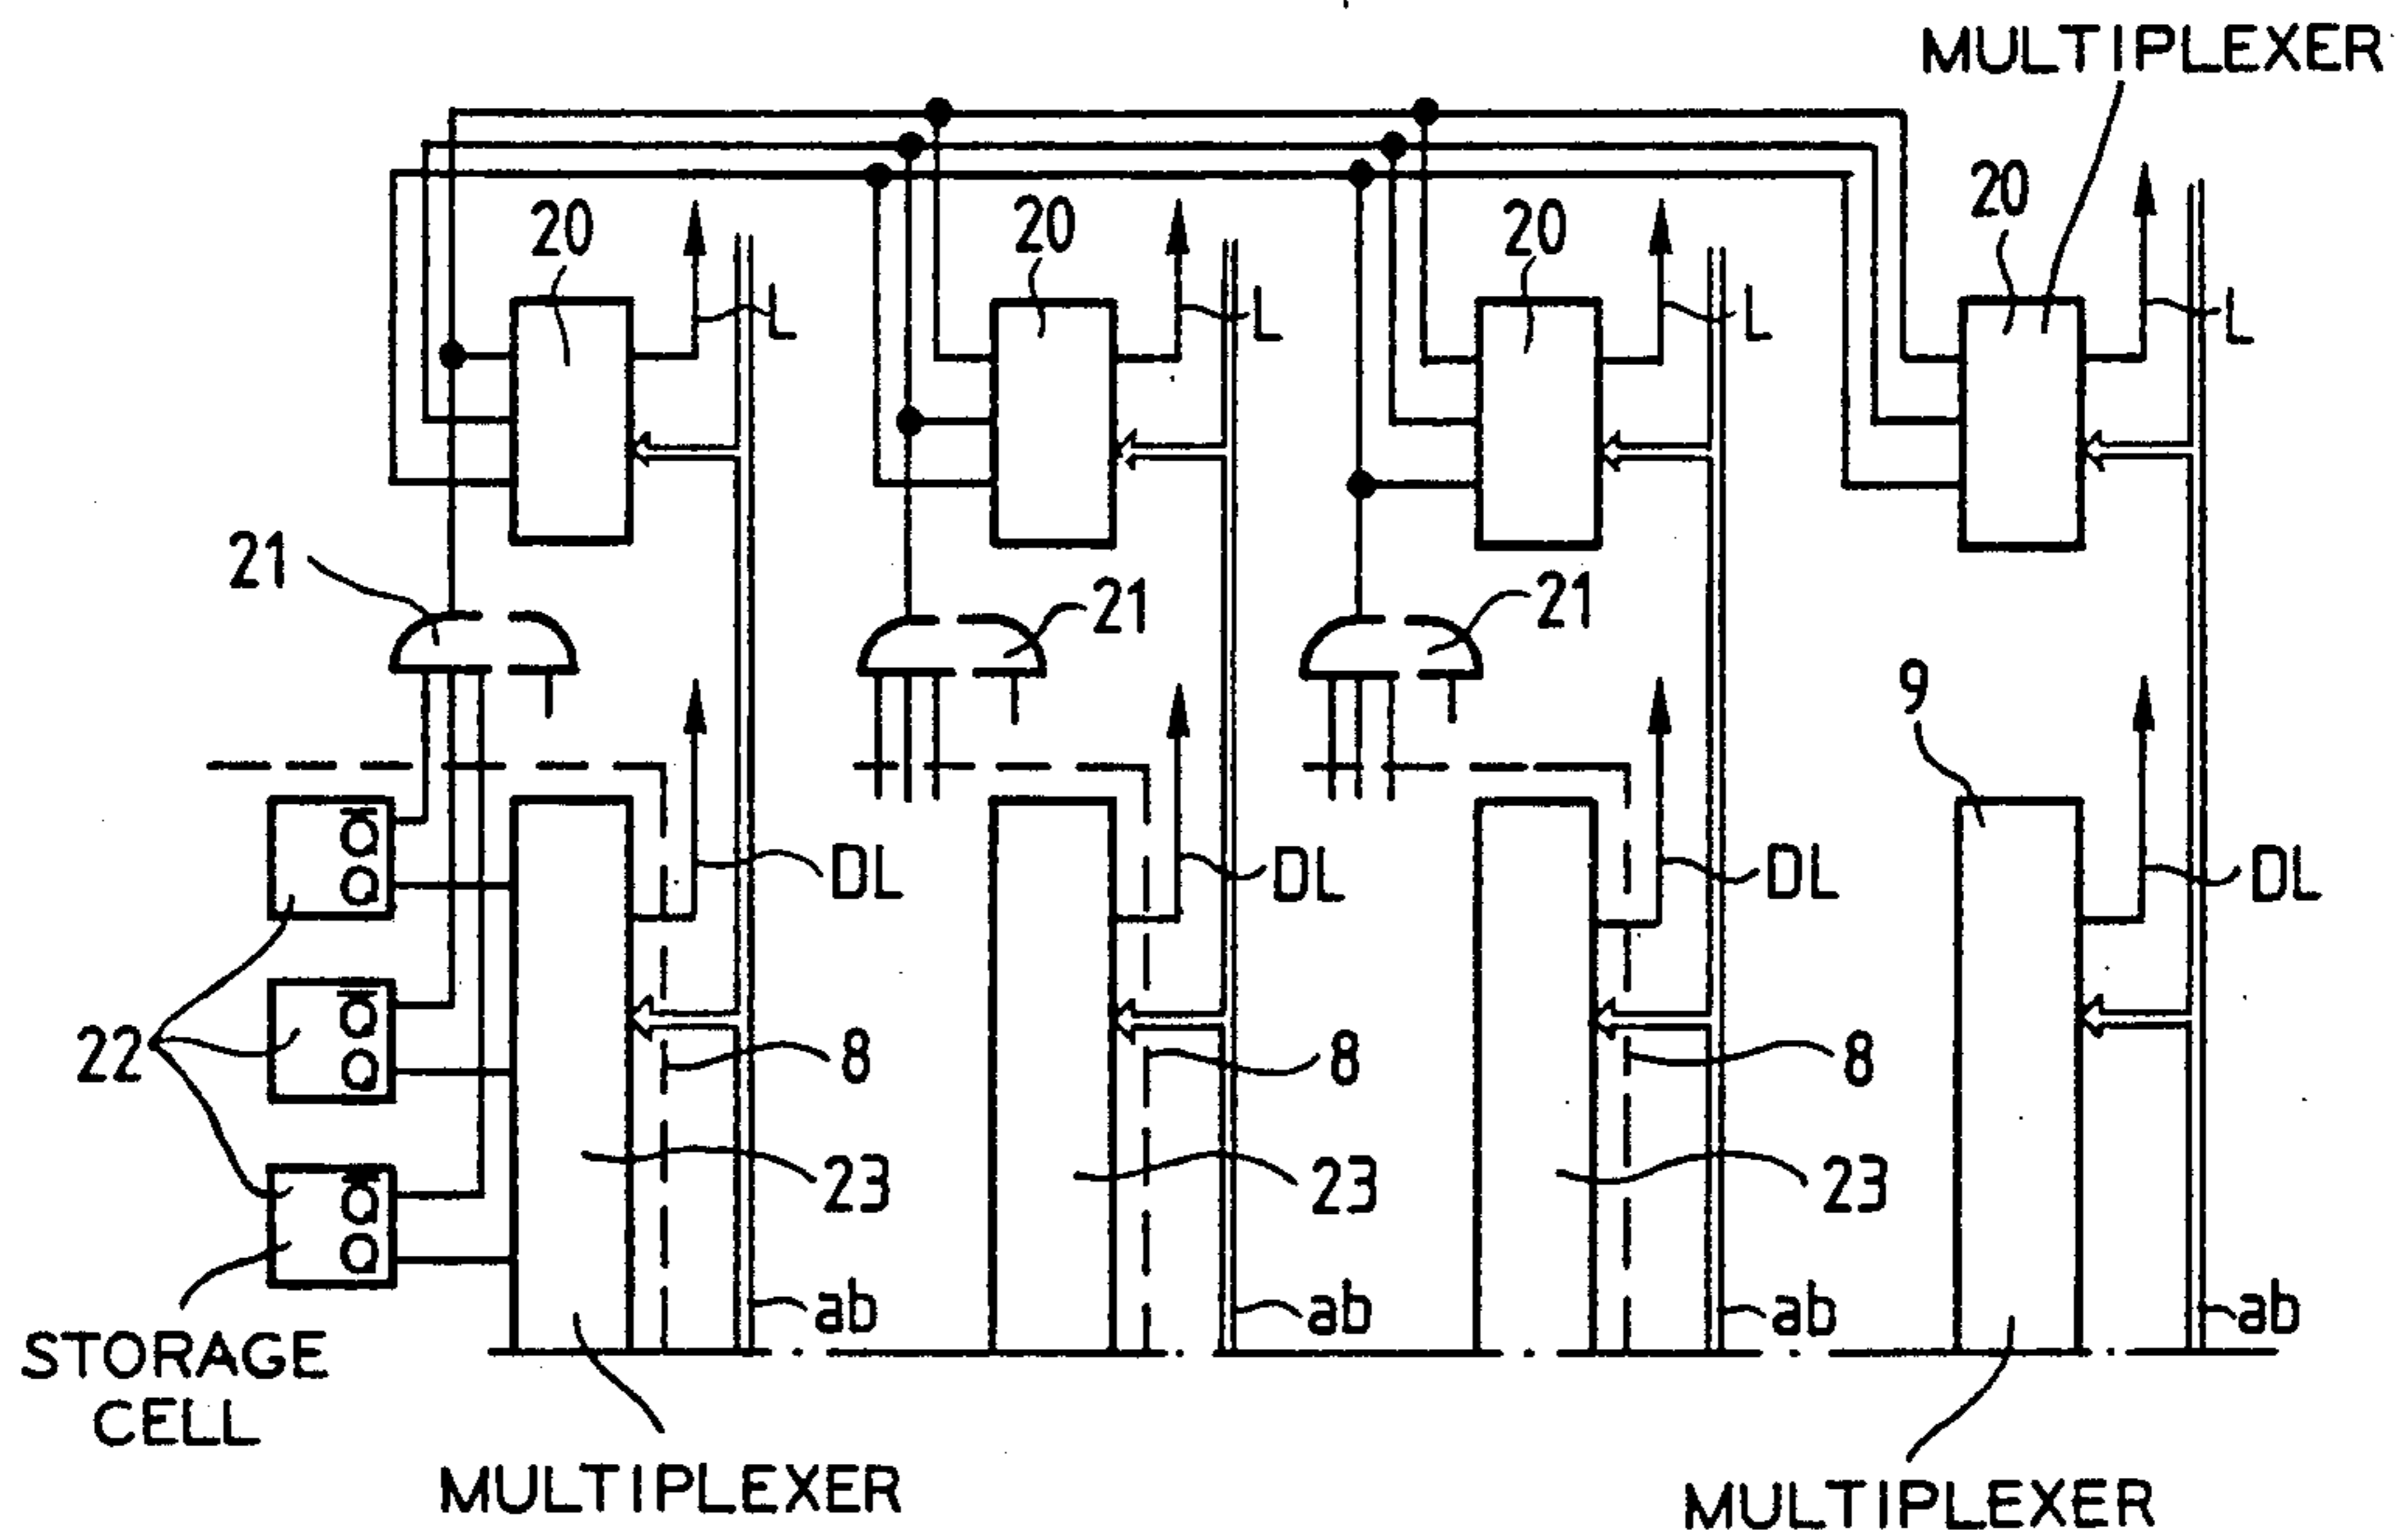 MULTIPLEXER
20
20
20
20
L
L
L
L
21
21
21
9
Q
Q
DL
DL
DL
DL
Q
Q
22
8
8
8
Q
Q
23
23
23
ab
ab
ab
ab
STORAGE
CELL
MULTIPLEXER
MULTIPLEXER